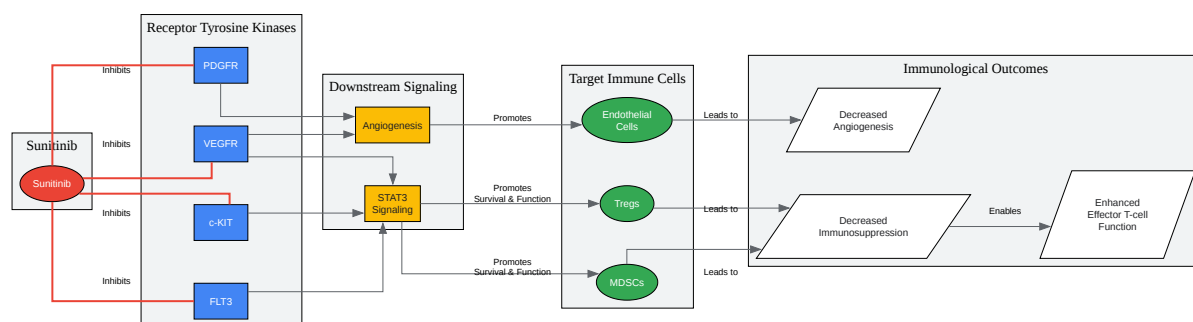 Receptor Tyrosine Kinases
Inhibits
PDGFR
Inhibits
VEGFR
Sunitinib
Sunitinib
Inhibits
c-KIT
Inhibits
FLT3
Downstream Signaling
Angiogenesis
STAT3
Signaling
Promotes
Promotes
Survival & Function
Promotes
Survival & Function
Target Immune Cells
Endothelial
Cells
Tregs
MDSCs
Leads to
Leads to
Leads to
Immunological Outcomes
Decreased
Angiogenesis
Decreased
Immunosuppression
Enables
Enhanced
Effector T-cell
Function